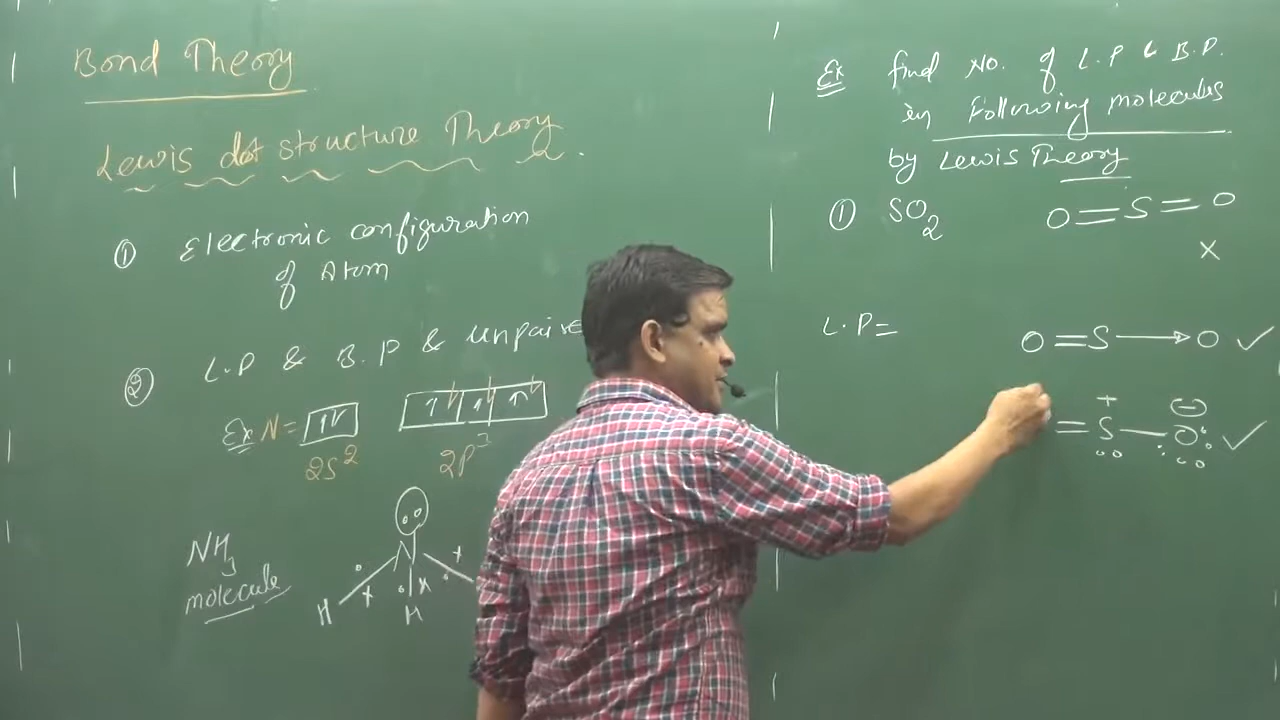 Bond Theory
Lewis dot structure Theory.
① Electronic configuration
of Atom
② L.P & B.P & unpaire
Ex N= ↑↓ ↑ ↑ ↑
2S² 2P³
NH₃
molecule
N
H H
Ex find No. of L.P & B.P.
in Following molecules
by Lewis Theory
① SO₂ O=S=O
×
L.P= O=S→O ✓
+ ⊖
=S—O ✓